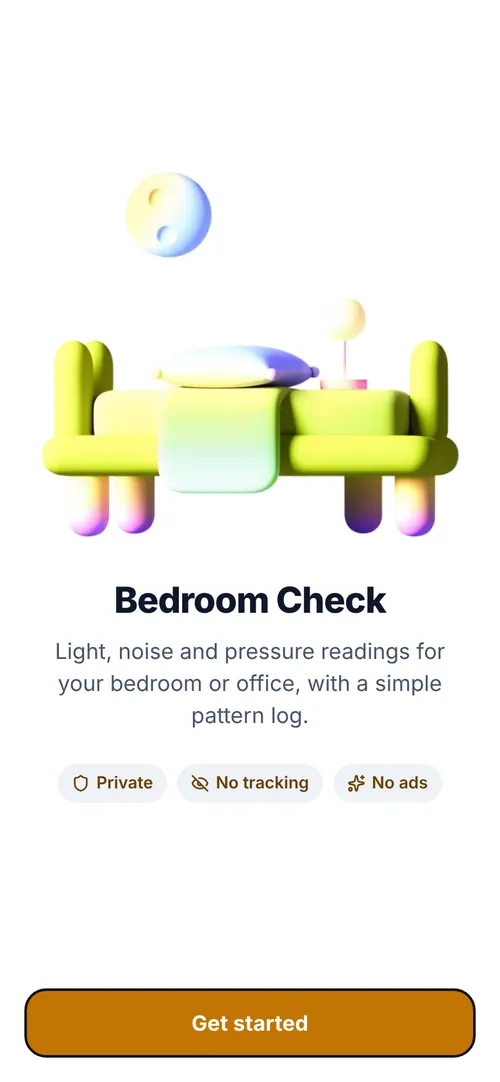 Bedroom Check
Light, noise and pressure readings for
your bedroom or office, with a simple
pattern log.
Private
No tracking
No ads
Get started